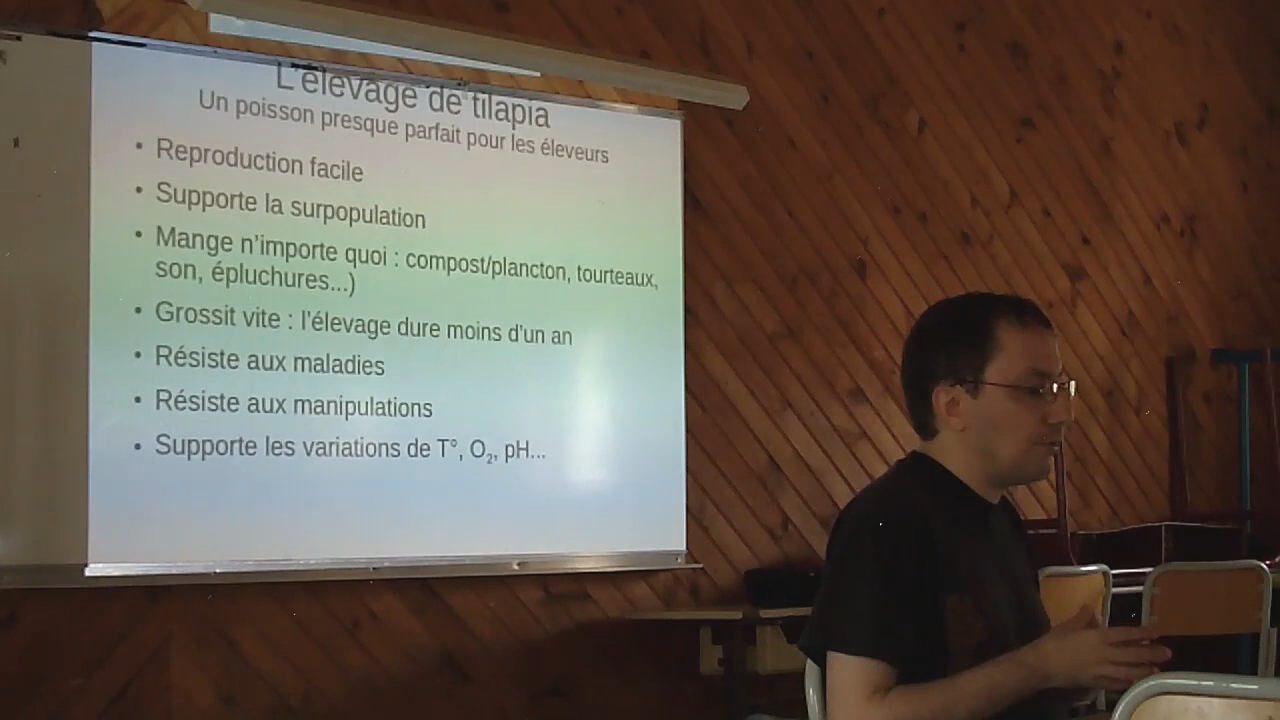 L'élevage de tilapia
Un poisson presque parfait pour les éleveurs
• Reproduction facile
• Supporte la surpopulation
• Mange n'importe quoi : compost/plancton, tourteaux,
son, épluchures...)
• Grossit vite : l'élevage dure moins d'un an
• Résiste aux maladies
• Résiste aux manipulations
• Supporte les variations de T°, O₂, pH...